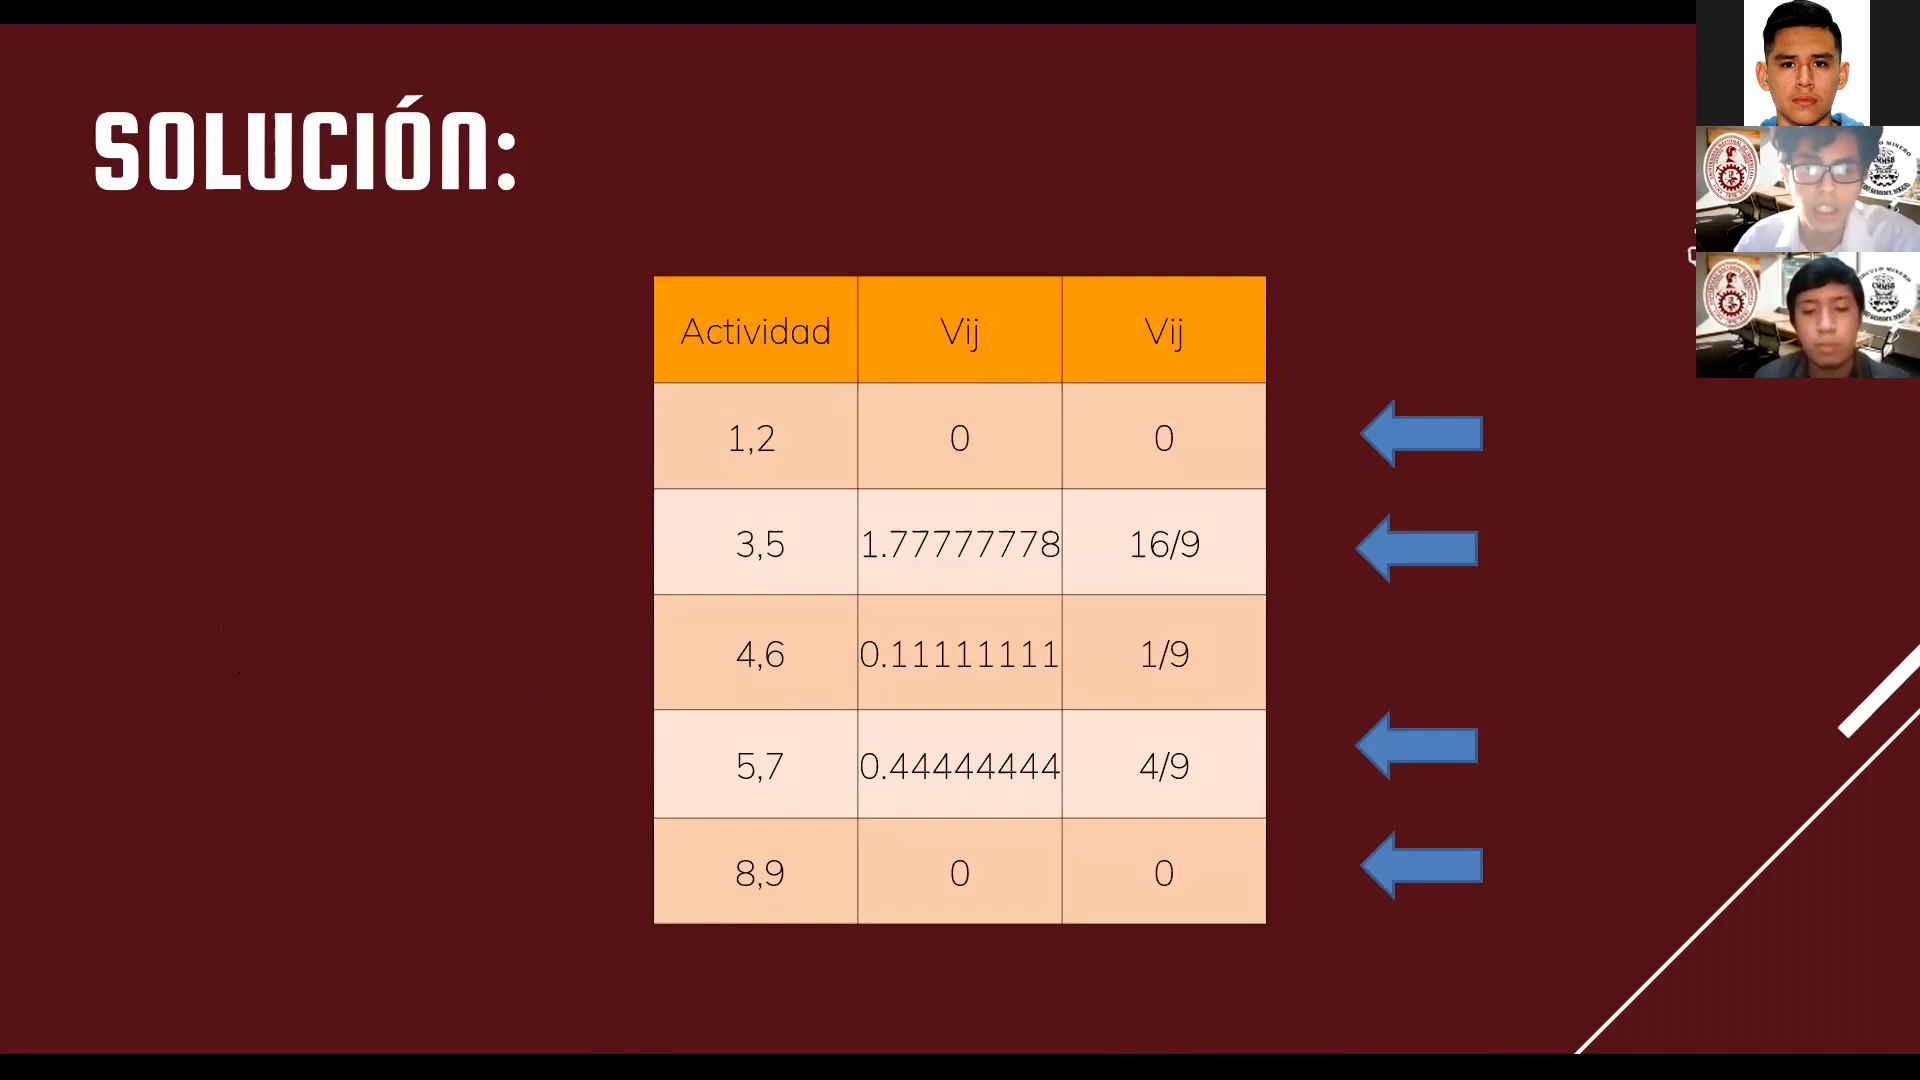 SOLUCIÓN:
Actividad Vij Vij
1,2 0 0
3,5 1.77777778 16/9
4,6 0.11111111 1/9
5,7 0.44444444 4/9
8,9 0 0